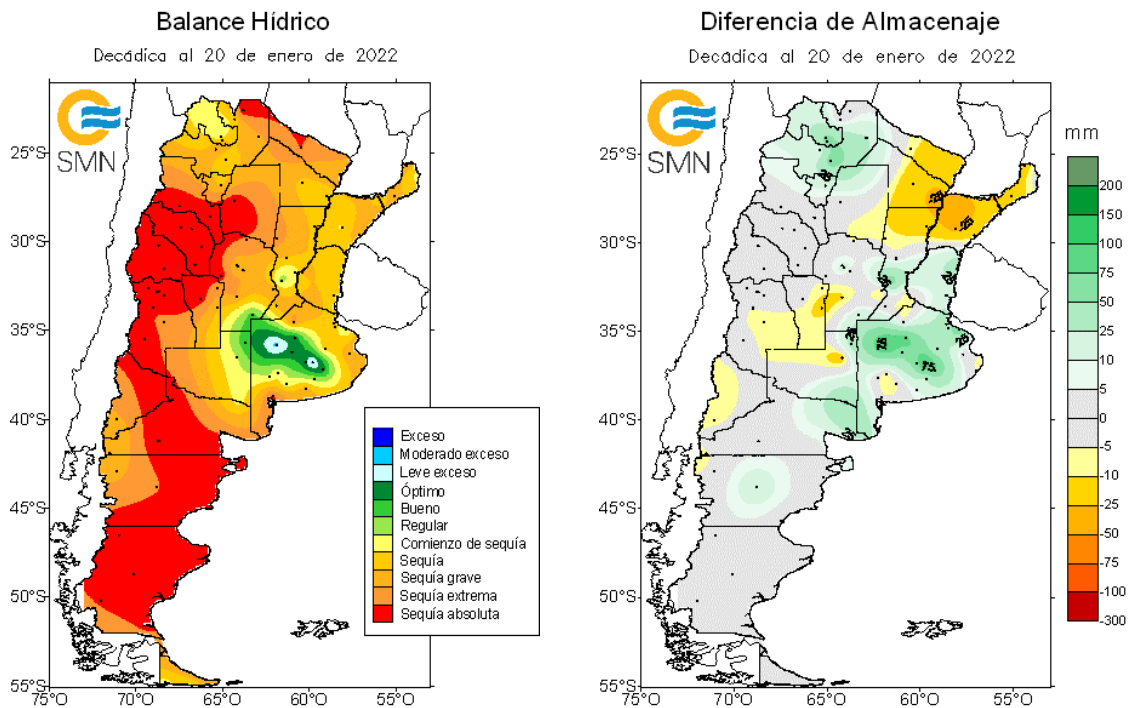 Balance Hídrico
Decádica al 20 de enero de 2022
SMN
25°S
30°S
35°S
40°S
45°S
50°S
55°S
75°O
70°O
65°O
60°O
55°O
Exceso
Moderado exceso
Leve exceso
Óptimo
Bueno
Regular
Comienzo de sequía
Sequía
Sequía grave
Sequía extrema
Sequía absoluta
Diferencia de Almacenaje
Decádica al 20 de enero de 2022
SMN
25°S
30°S
35°S
40°S
45°S
50°S
55°S
75°O
70°O
65°O
60°O
55°O
75
75
mm
200
150
100
75
50
25
10
5
0
-5
-10
-25
-50
-75
-100
-300